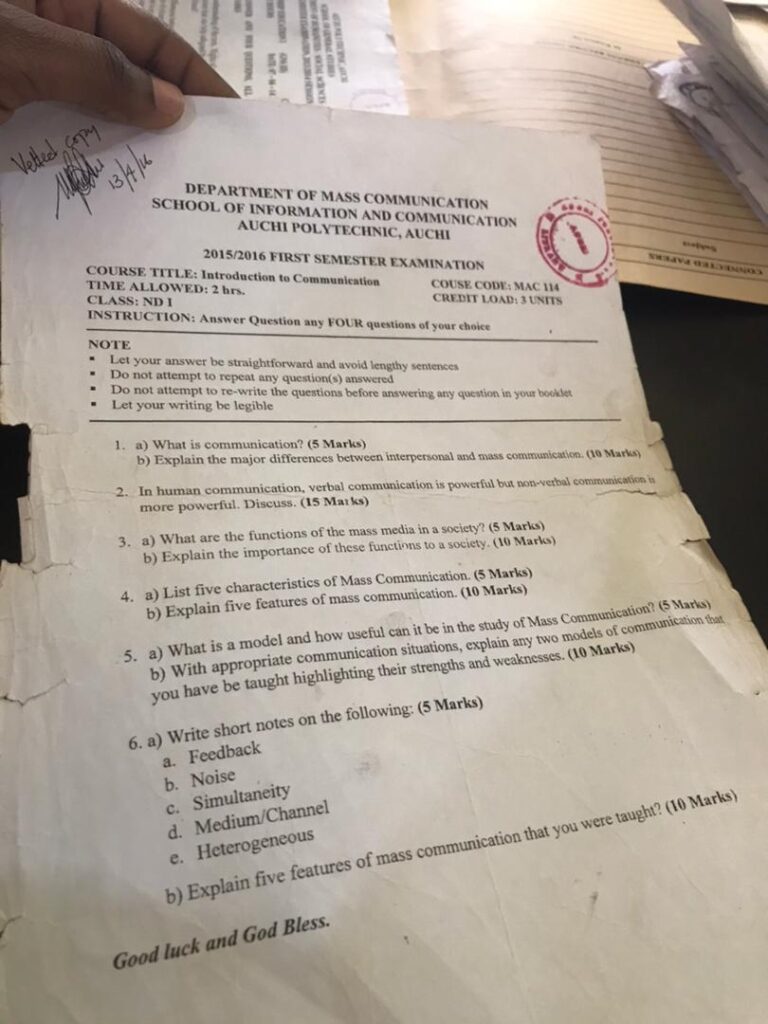 Vetted Copy
13/4/16
DEPARTMENT OF MASS COMMUNICATION
SCHOOL OF INFORMATION AND COMMUNICATION
AUCHI POLYTECHNIC, AUCHI
2015/2016 FIRST SEMESTER EXAMINATION
COURSE TITLE: Introduction to Communication COUSE CODE: MAC 114
TIME ALLOWED: 2 hrs. CREDIT LOAD: 3 UNITS
CLASS: ND I
INSTRUCTION: Answer Question any FOUR questions of your choice
NOTE
▪ Let your answer be straightforward and avoid lengthy sentences
▪ Do not attempt to repeat any question(s) answered
▪ Do not attempt to re-write the questions before answering any question in your booklet
▪ Let your writing be legible
1. a) What is communication? (5 Marks)
b) Explain the major differences between interpersonal and mass communication. (10 Marks)
2. In human communication, verbal communication is powerful but non-verbal communication is
more powerful. Discuss. (15 Marks)
3. a) What are the functions of the mass media in a society? (5 Marks)
b) Explain the importance of these functions to a society. (10 Marks)
4. a) List five characteristics of Mass Communication. (5 Marks)
b) Explain five features of mass communication. (10 Marks)
5. a) What is a model and how useful can it be in the study of Mass Communication? (5 Marks)
b) With appropriate communication situations, explain any two models of communication that
you have be taught highlighting their strengths and weaknesses. (10 Marks)
6. a) Write short notes on the following: (5 Marks)
a. Feedback
b. Noise
c. Simultaneity
d. Medium/Channel
e. Heterogeneous
b) Explain five features of mass communication that you were taught? (10 Marks)
Good luck and God Bless.
CONNECTED PAPERS
Subject